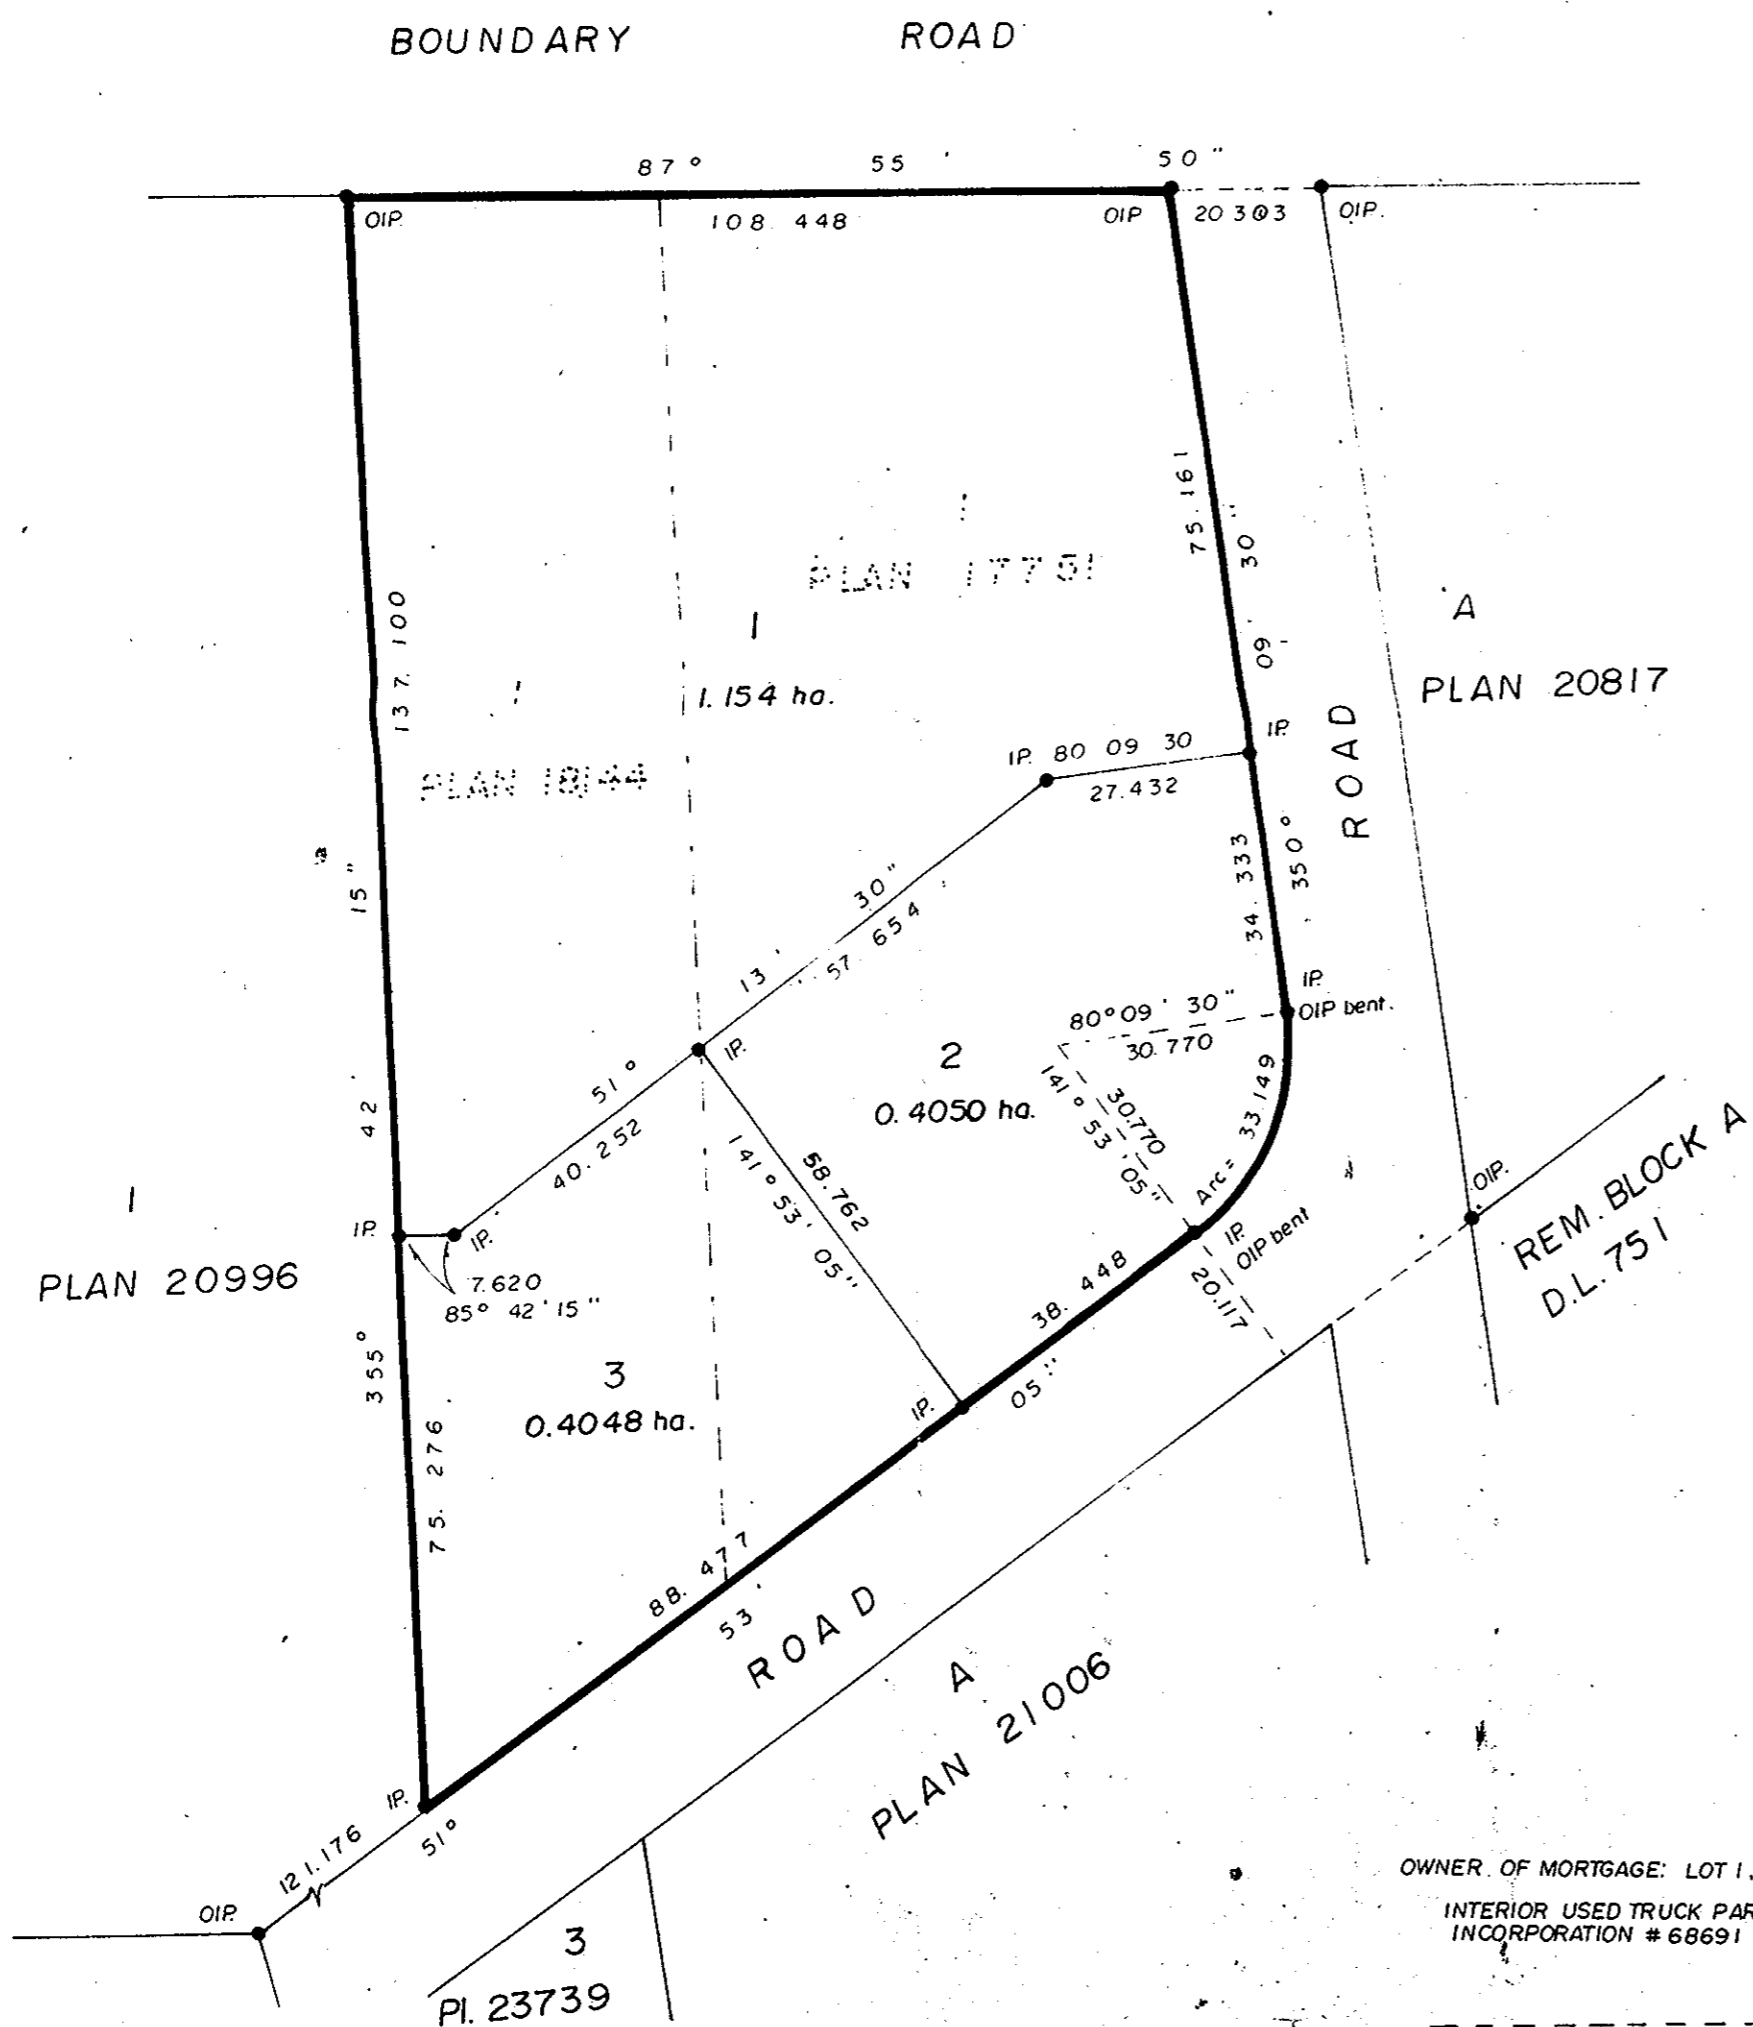 BOUNDARY ROAD
87° 55' 50"
OIP.
108.448
OIP
20.303
OIP.
75.161
350° 09' 30"
137.100
1
PLAN 17751
1
1.154 ha.
1
PLAN 18144
A
PLAN 20817
ROAD
IP. 80 09 30
IP.
27.432
34.333
51° 13' 30"
57.654
IP.
OIP bent.
80°09' 30"
30.770
30.770
141° 53' 05"
Arc = 33.149
IP.
2
0.4050 ha.
40.252
58.762
141° 53' 05"
355° 42' 15"
IP.
IP.
7.620
85° 42' 15"
1
PLAN 20996
IP.
OIP bent
20.117
38.448
OIP.
REM. BLOCK A
D.L. 751
3
0.4048 ha.
IP.
75.276
88.477
51° 53' 05"
ROAD
A
PLAN 21006
IP.
121.176
OIP.
3
Pl. 23739
OWNER OF MORTGAGE: LOT 1,
INTERIOR USED TRUCK PAR
INCORPORATION # 68691